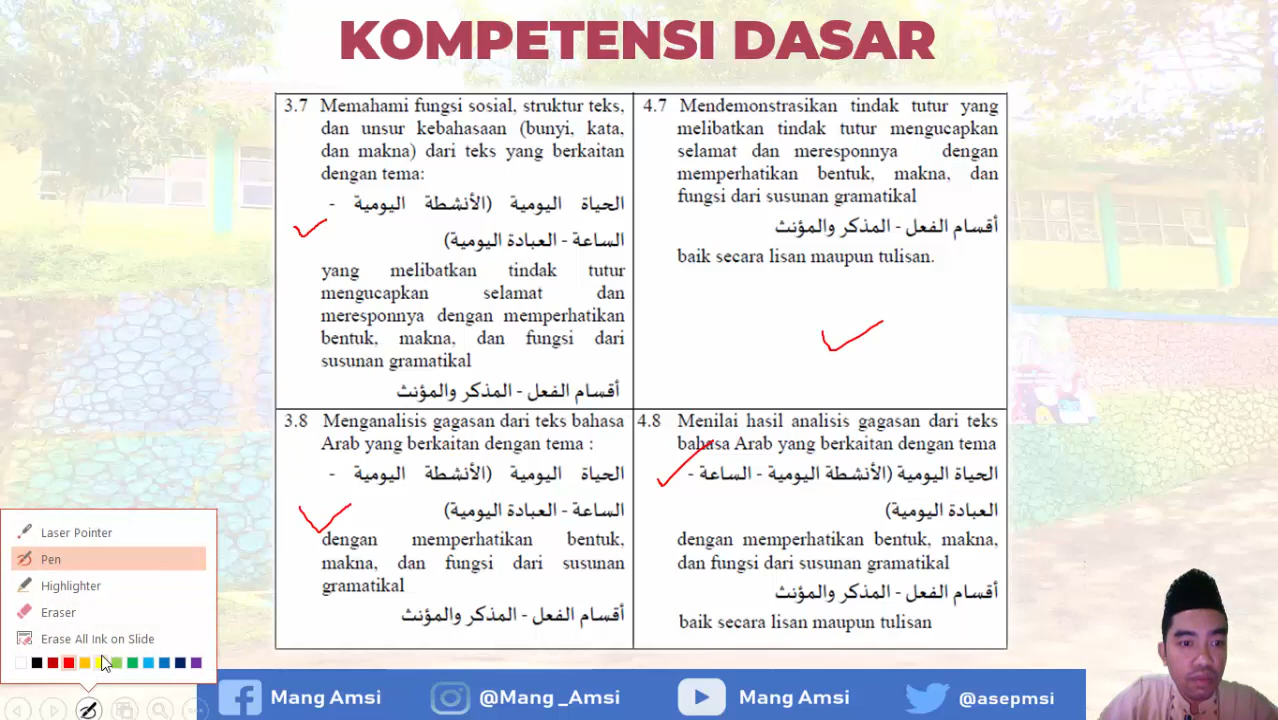 KOMPETENSI DASAR
3.7 Memahami fungsi sosial, struktur teks,
dan unsur kebahasaan (bunyi, kata,
dan makna) dari teks yang berkaitan
dengan tema:
الحياة اليومية (الأنشطة اليومية -
الساعة - العبادة اليومية)
yang melibatkan tindak tutur
mengucapkan selamat dan
meresponnya dengan memperhatikan
bentuk, makna, dan fungsi dari
susunan gramatikal
أقسام الفعل - المذكر والمؤنث
4.7 Mendemonstrasikan tindak tutur yang
melibatkan tindak tutur mengucapkan
selamat dan meresponnya dengan
memperhatikan bentuk, makna, dan
fungsi dari susunan gramatikal
أقسام الفعل - المذكر والمؤنث
baik secara lisan maupun tulisan.
3.8 Menganalisis gagasan dari teks bahasa
Arab yang berkaitan dengan tema :
الحياة اليومية (الأنشطة اليومية -
الساعة - العبادة اليومية)
dengan memperhatikan bentuk,
makna, dan fungsi dari susunan
gramatikal
أقسام الفعل - المذكر والمؤنث
4.8 Menilai hasil analisis gagasan dari teks
bahasa Arab yang berkaitan dengan tema
الحياة اليومية (الأنشطة اليومية - الساعة -
العبادة اليومية)
dengan memperhatikan bentuk, makna,
dan fungsi dari susunan gramatikal
أقسام الفعل - المذكر والمؤنث
baik secara lisan maupun tulisan
Laser Pointer
Pen
Highlighter
Eraser
Erase All Ink on Slide
Mang Amsi
@Mang_Amsi
Mang Amsi
@asepmsi